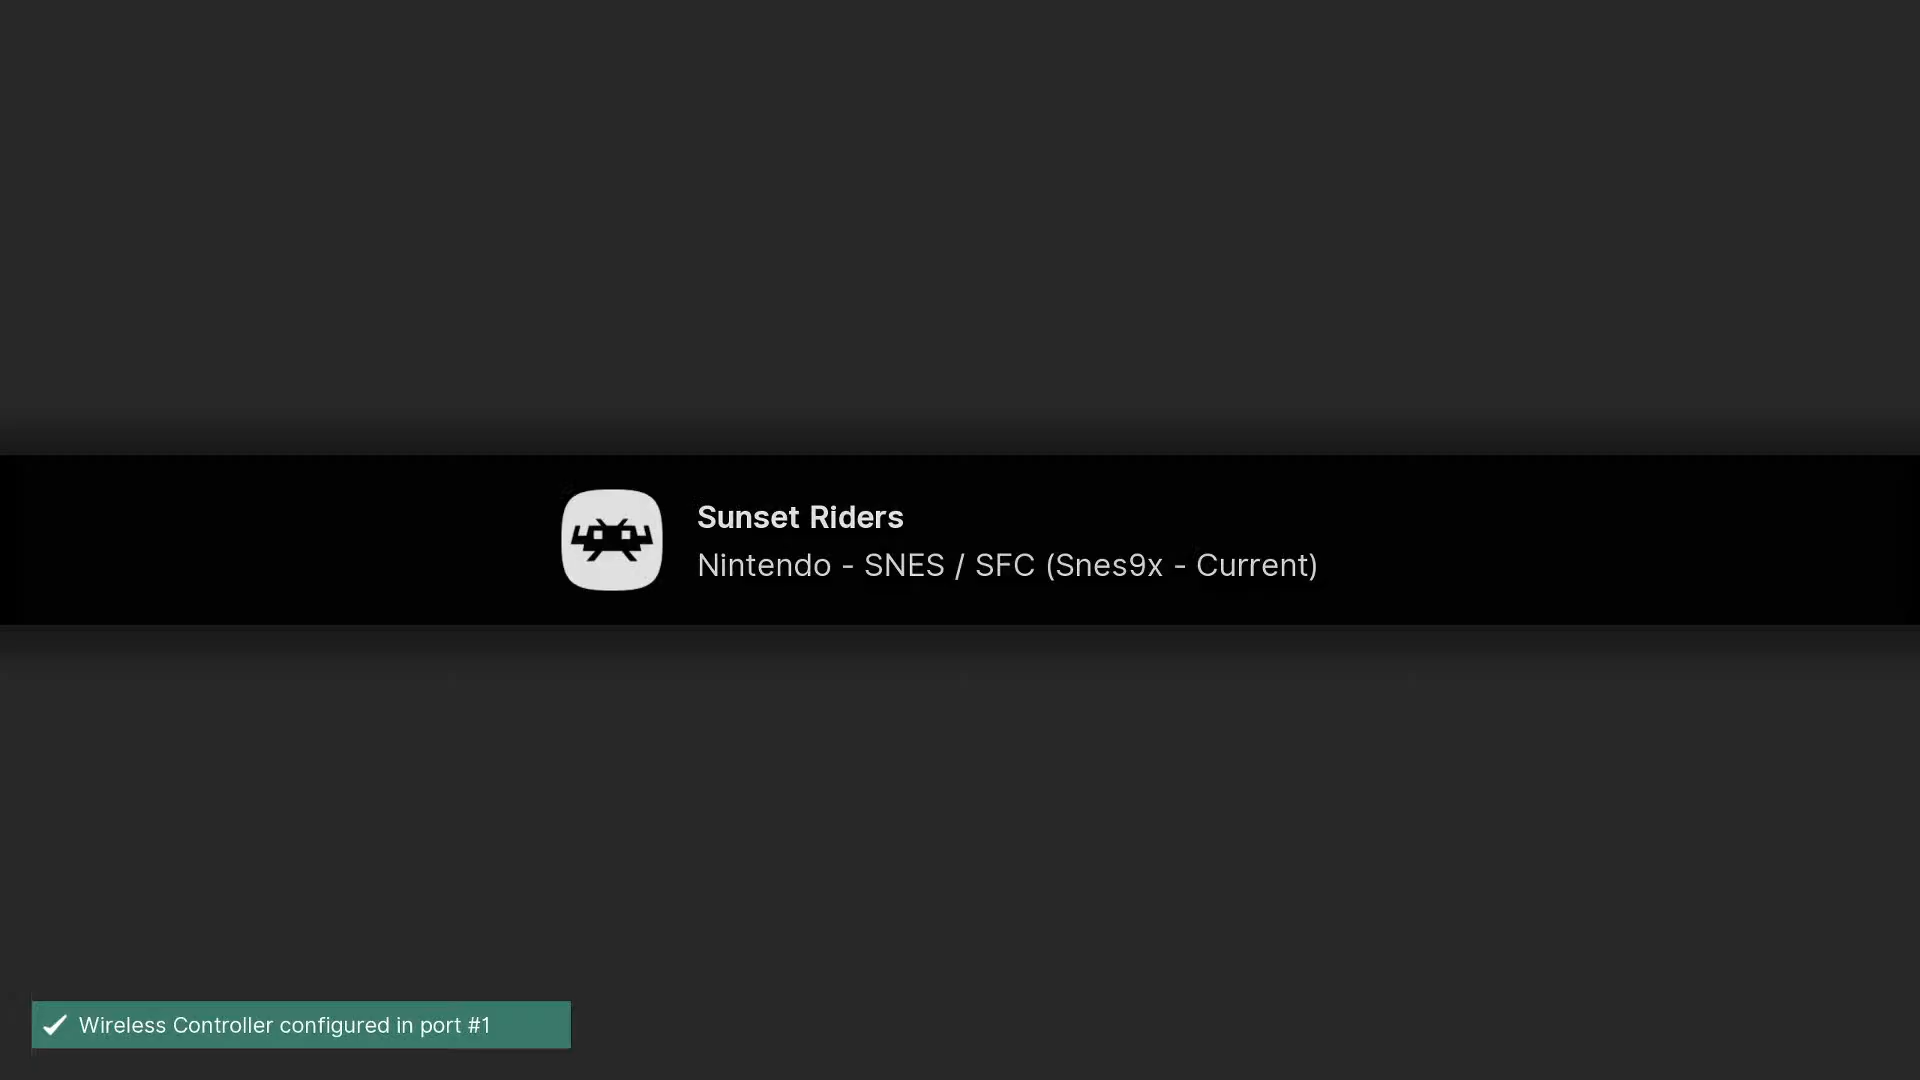 Sunset Riders
Nintendo - SNES / SFC (Snes9x - Current)
Wireless Controller configured in port #1